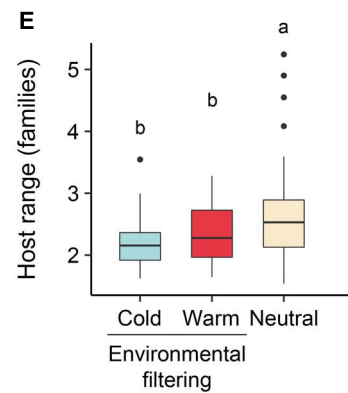 E
a
b
b
Host range (families)
5
4
3
2
Cold Warm Neutral
Environmental
filtering